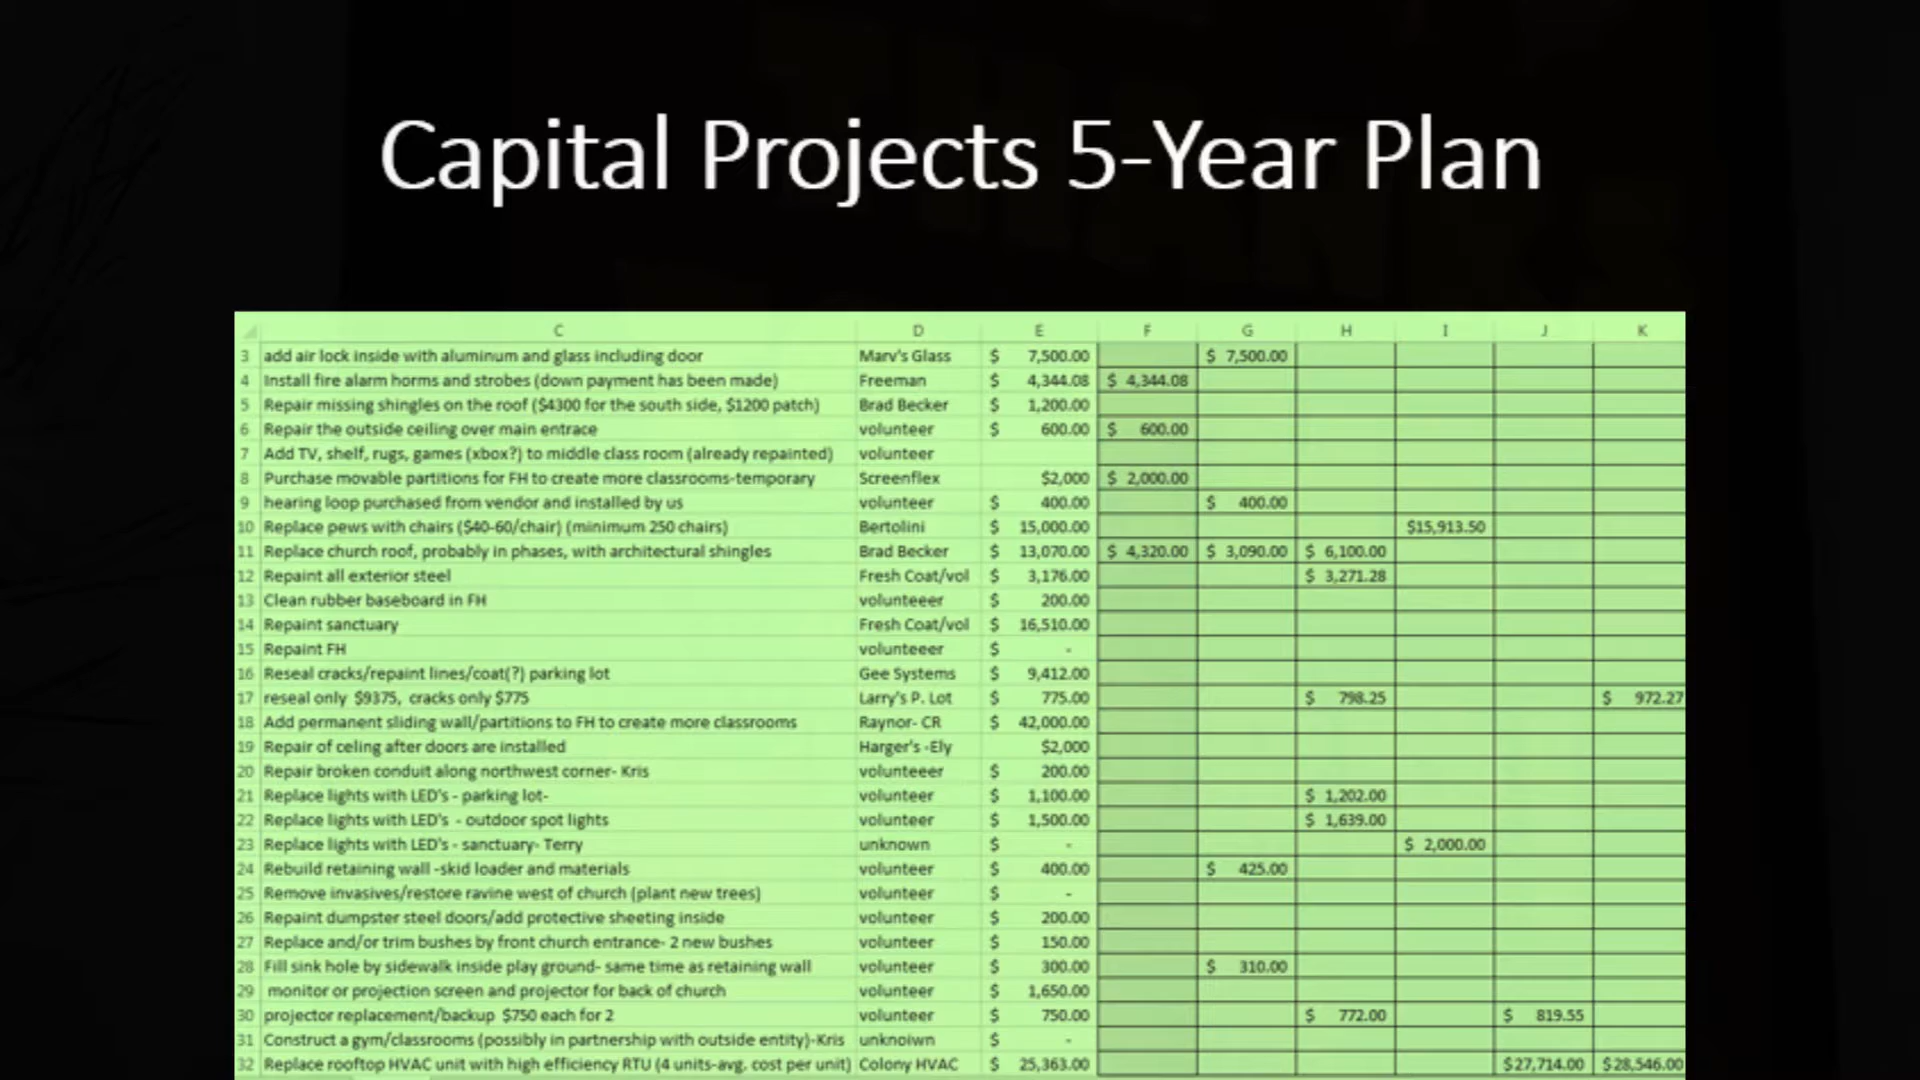 Capital Projects 5-Year Plan
C D E F G H I J K
3 add air lock inside with aluminum and glass including door Marv's Glass $ 7,500.00 $ 7,500.00
4 Install fire alarm horms and strobes (down payment has been made) Freeman $ 4,344.08 $ 4,344.08
5 Repair missing shingles on the roof ($4300 for the south side, $1200 patch) Brad Becker $ 1,200.00
6 Repair the outside ceiling over main entrace volunteer $ 600.00 $ 600.00
7 Add TV, shelf, rugs, games (xbox?) to middle class room (already repainted) volunteer
8 Purchase movable partitions for FH to create more classrooms-temporary Screenflex $2,000 $ 2,000.00
9 hearing loop purchased from vendor and installed by us volunteer $ 400.00 $ 400.00
10 Replace pews with chairs ($40-60/chair) (minimum 250 chairs) Bertolini $ 15,000.00 $15,913.50
11 Replace church roof, probably in phases, with architectural shingles Brad Becker $ 13,070.00 $ 4,320.00 $ 3,090.00 $ 6,100.00
12 Repaint all exterior steel Fresh Coat/vol $ 3,176.00 $ 3,271.28
13 Clean rubber baseboard in FH volunteeer $ 200.00
14 Repaint sanctuary Fresh Coat/vol $ 16,510.00
15 Repaint FH volunteeer $ -
16 Reseal cracks/repaint lines/coat(?) parking lot Gee Systems $ 9,412.00
17 reseal only $9375, cracks only $775 Larry's P. Lot $ 775.00 $ 798.25 $ 972.27
18 Add permanent sliding wall/partitions to FH to create more classrooms Raynor- CR $ 42,000.00
19 Repair of celing after doors are installed Harger's -Ely $2,000
20 Repair broken conduit along northwest corner- Kris volunteeer $ 200.00
21 Replace lights with LED's - parking lot- volunteer $ 1,100.00 $ 1,202.00
22 Replace lights with LED's - outdoor spot lights volunteer $ 1,500.00 $ 1,639.00
23 Replace lights with LED's - sanctuary- Terry unknown $ - $ 2,000.00
24 Rebuild retaining wall -skid loader and materials volunteer $ 400.00 $ 425.00
25 Remove invasives/restore ravine west of church (plant new trees) volunteer $ -
26 Repaint dumpster steel doors/add protective sheeting inside volunteer $ 200.00
27 Replace and/or trim bushes by front church entrance- 2 new bushes volunteer $ 150.00
28 Fill sink hole by sidewalk inside play ground- same time as retaining wall volunteer $ 300.00 $ 310.00
29 monitor or projection screen and projector for back of church volunteer $ 1,650.00
30 projector replacement/backup $750 each for 2 volunteer $ 750.00 $ 772.00 $ 819.55
31 Construct a gym/classrooms (possibly in partnership with outside entity)-Kris unknoiwn $ -
32 Replace rooftop HVAC unit with high efficiency RTU (4 units-avg. cost per unit) Colony HVAC $ 25,363.00 $27,714.00 $28,546.00